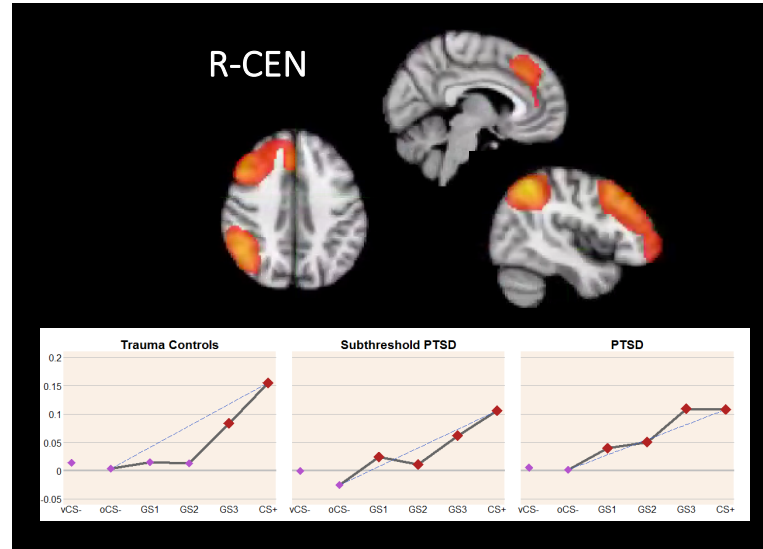 R-CEN
Trauma Controls
Subthreshold PTSD
PTSD
0.2
0.15
0.1
0.05
0
-0.05
vCS- oCS- GS1 GS2 GS3 CS+
vCS- oCS- GS1 GS2 GS3 CS+
vCS- oCS- GS1 GS2 GS3 CS+